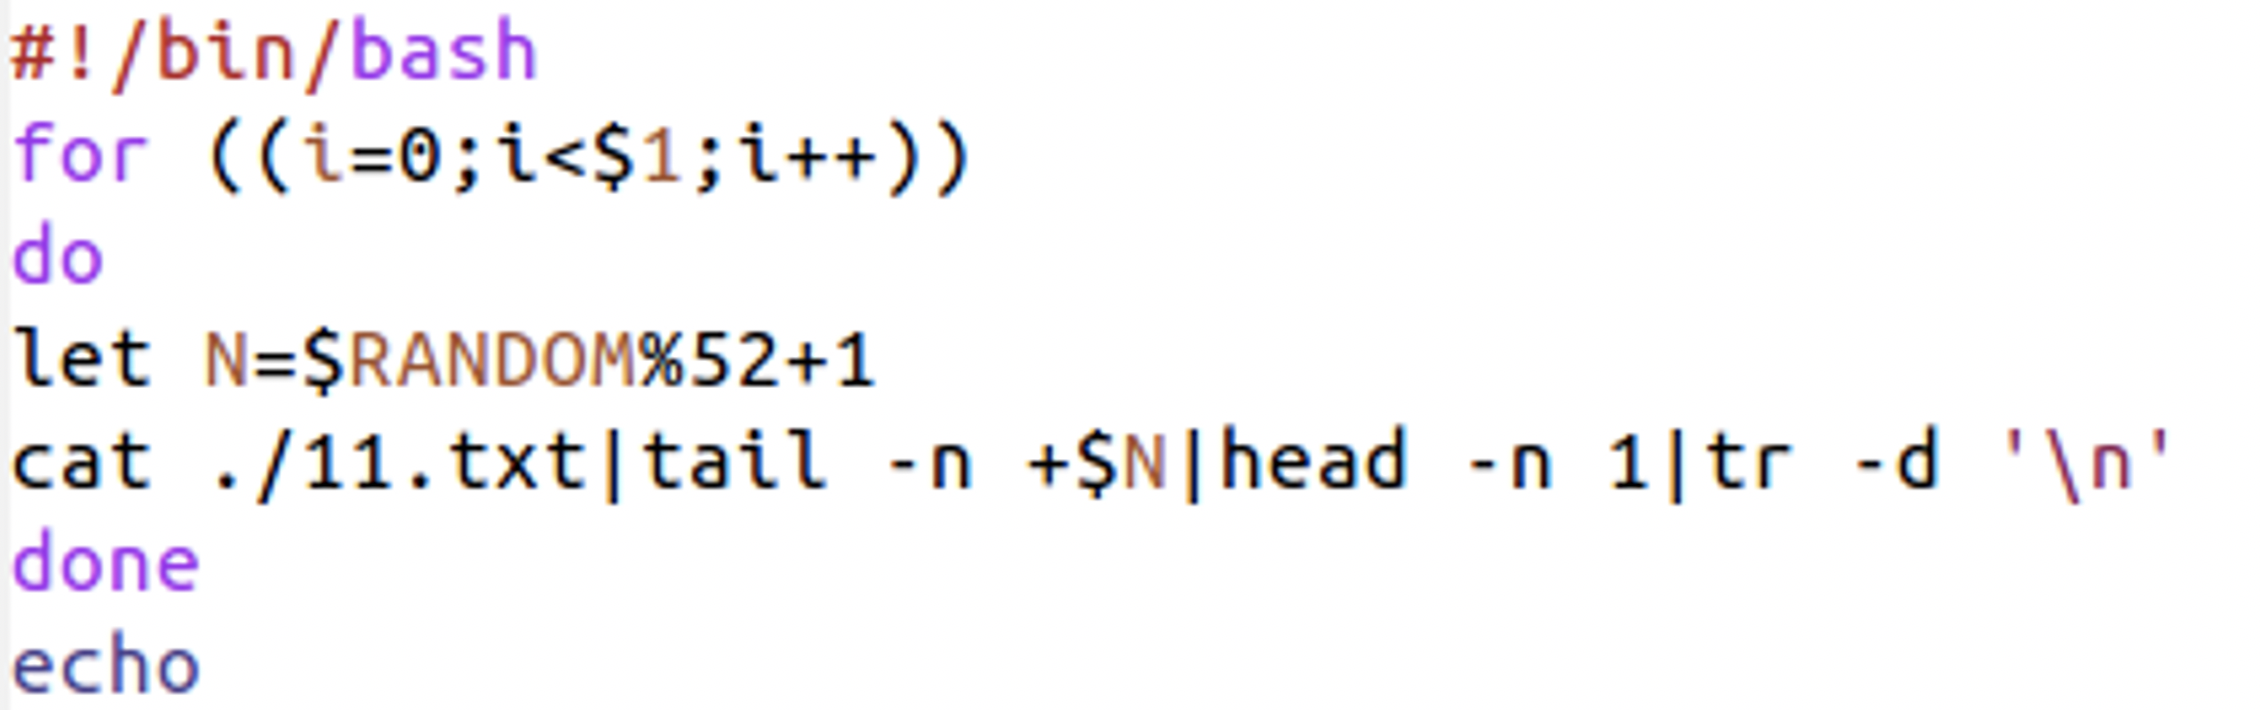 #!/bin/bash
for ((i=0;i<$1;i++))
do
let N=$RANDOM%52+1
cat ./11.txt|tail -n +$N|head -n 1|tr -d '\n'
done
echo